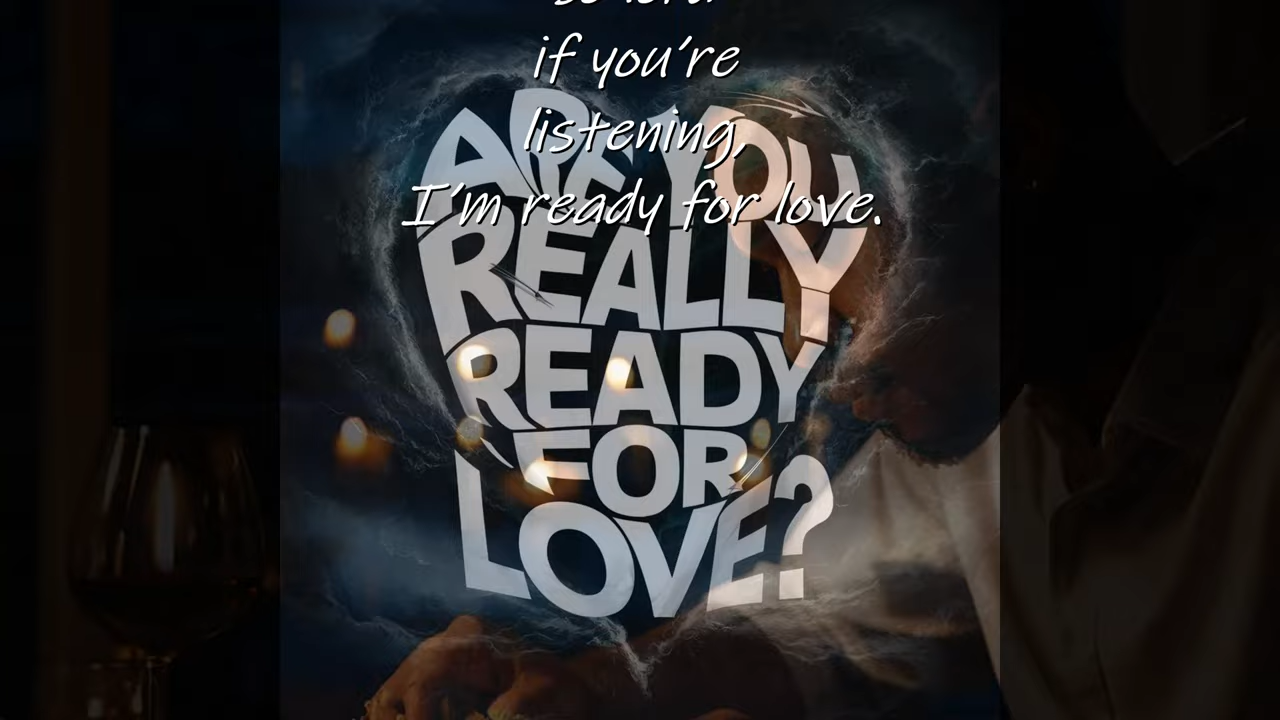 if you're
listening,
I'm ready for love.
ARE YOU
REALLY
READY
FOR
LOVE?